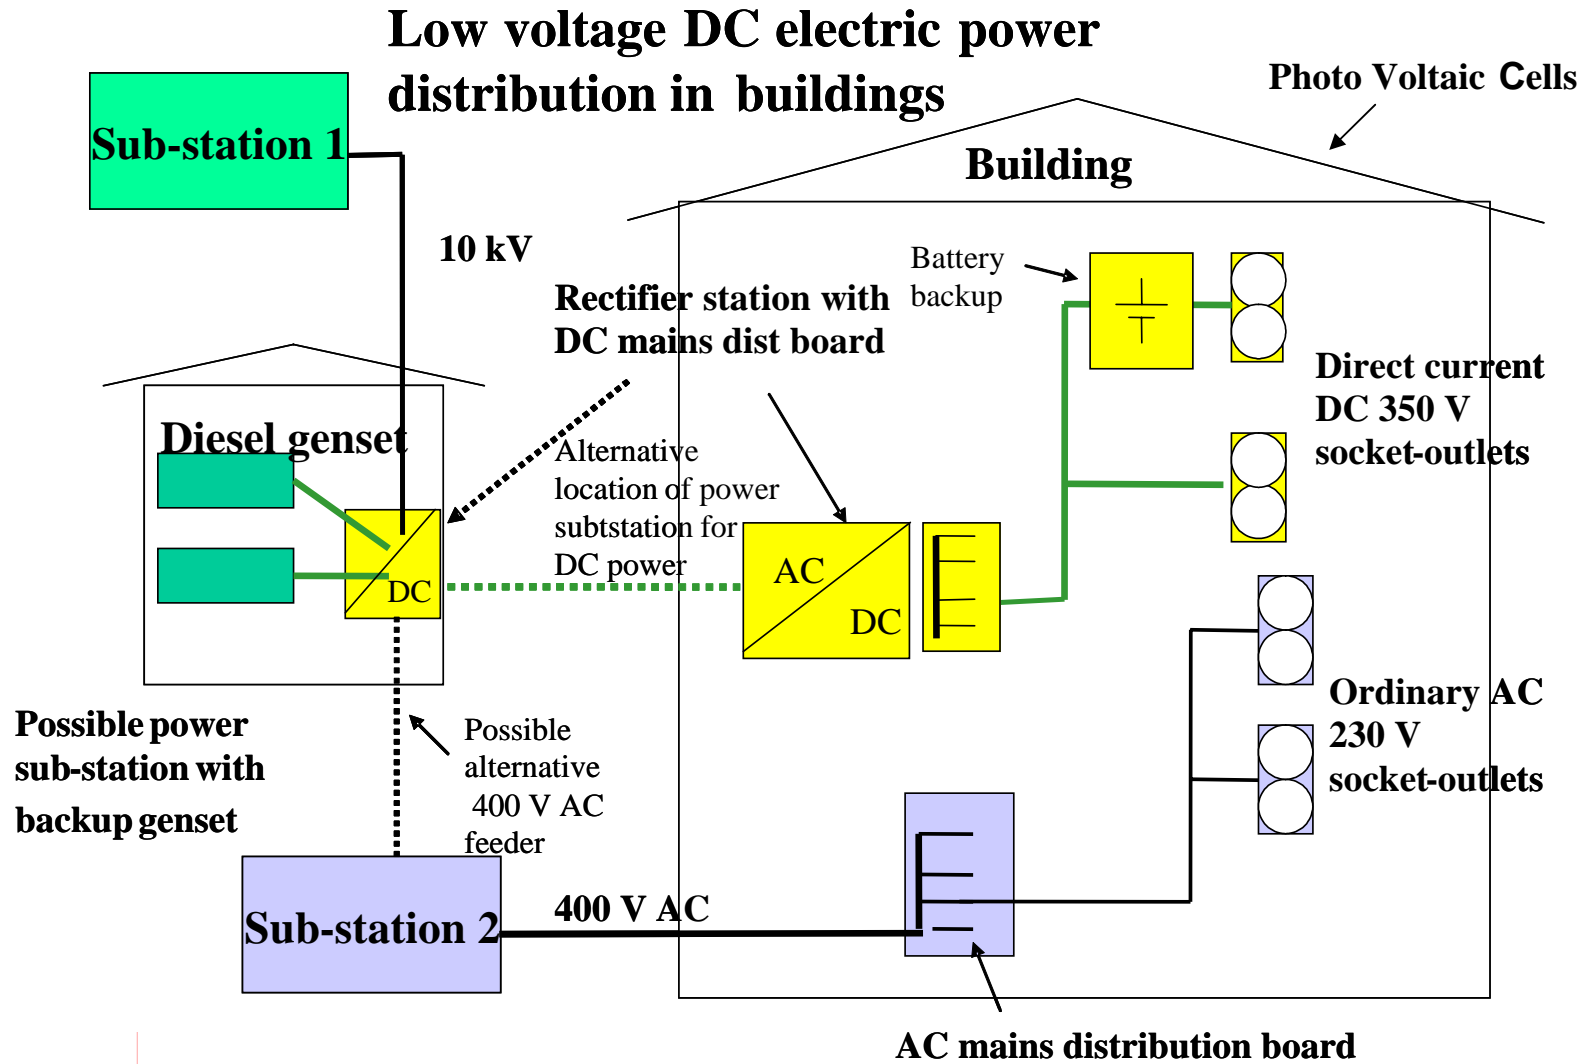 Low voltage DC electric power
distribution in buildings
Photo Voltaic Cells
Sub-station 1
Building
10 kV
Battery
backup
Rectifier station with
DC mains dist board
Direct current
DC 350 V
socket-outlets
Diesel genset
Alternative
location of power
subtstation for
DC power
DC
AC
DC
Possible power
sub-station with
backup genset
Possible
alternative
400 V AC
feeder
Ordinary AC
230 V
socket-outlets
Sub-station 2
400 V AC
AC mains distribution board